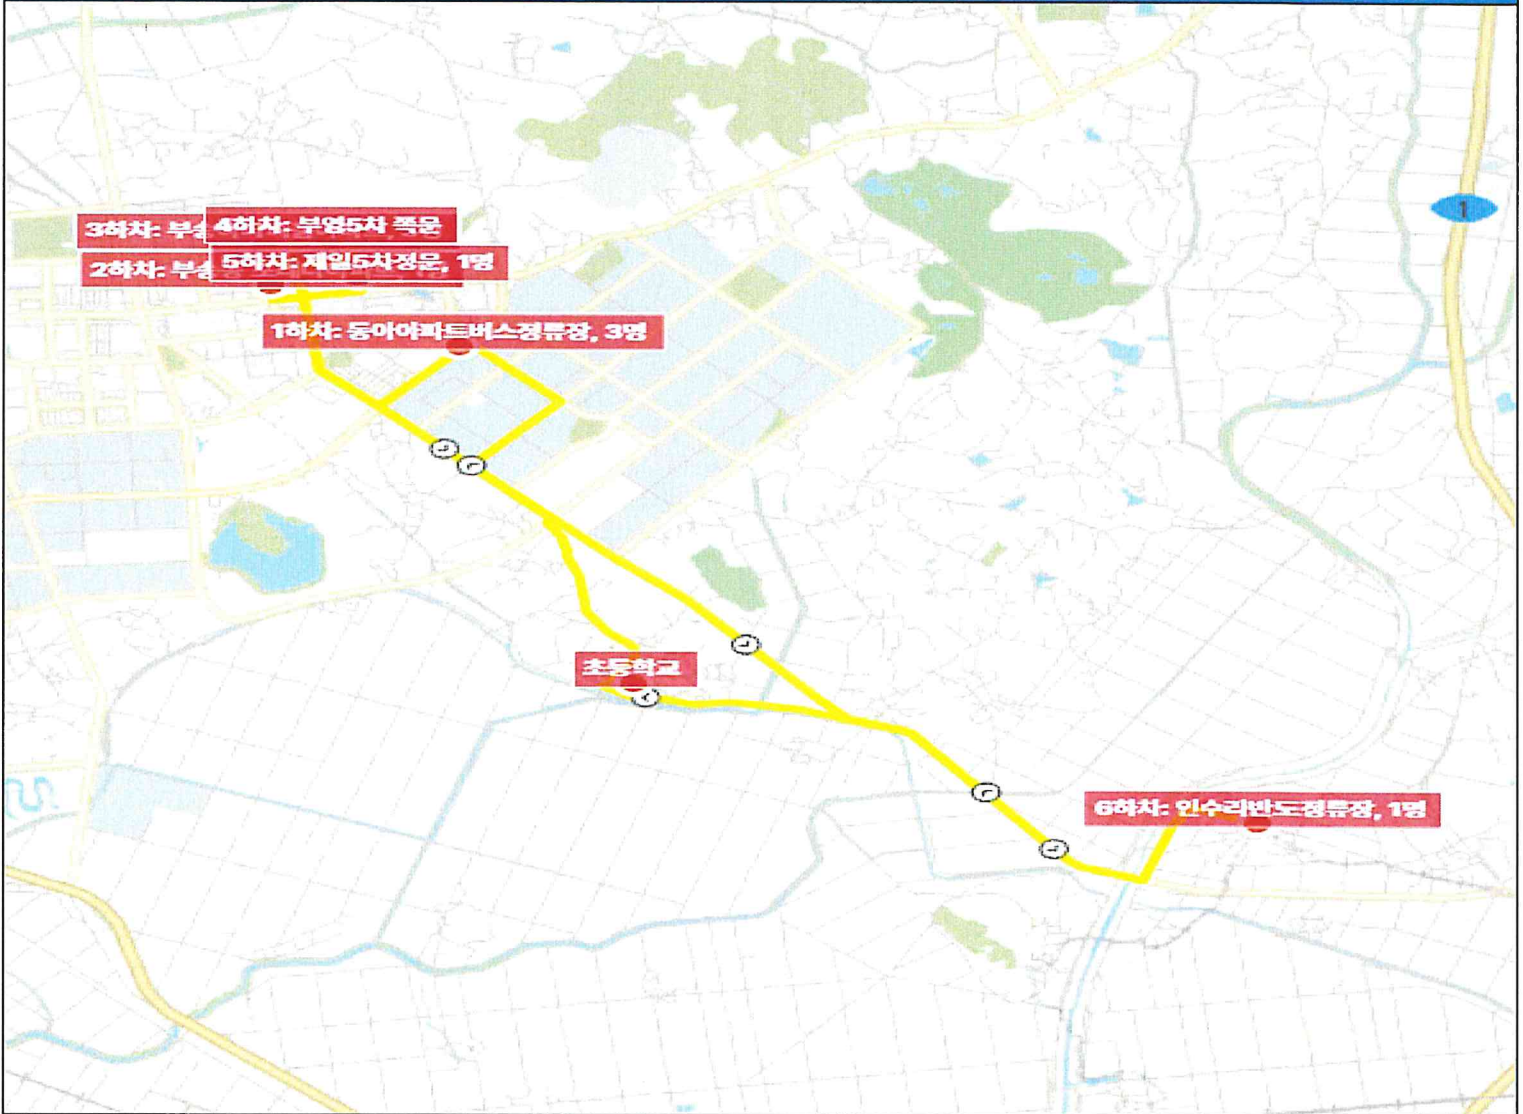 1
3하차: 부송
4하차: 부영5차 쪽문
2하차: 부송
5하차: 제일5차정문, 1명
1하차: 동아아파트버스정류장, 3명
초등학교
6하차: 인수리반도정류장, 1명